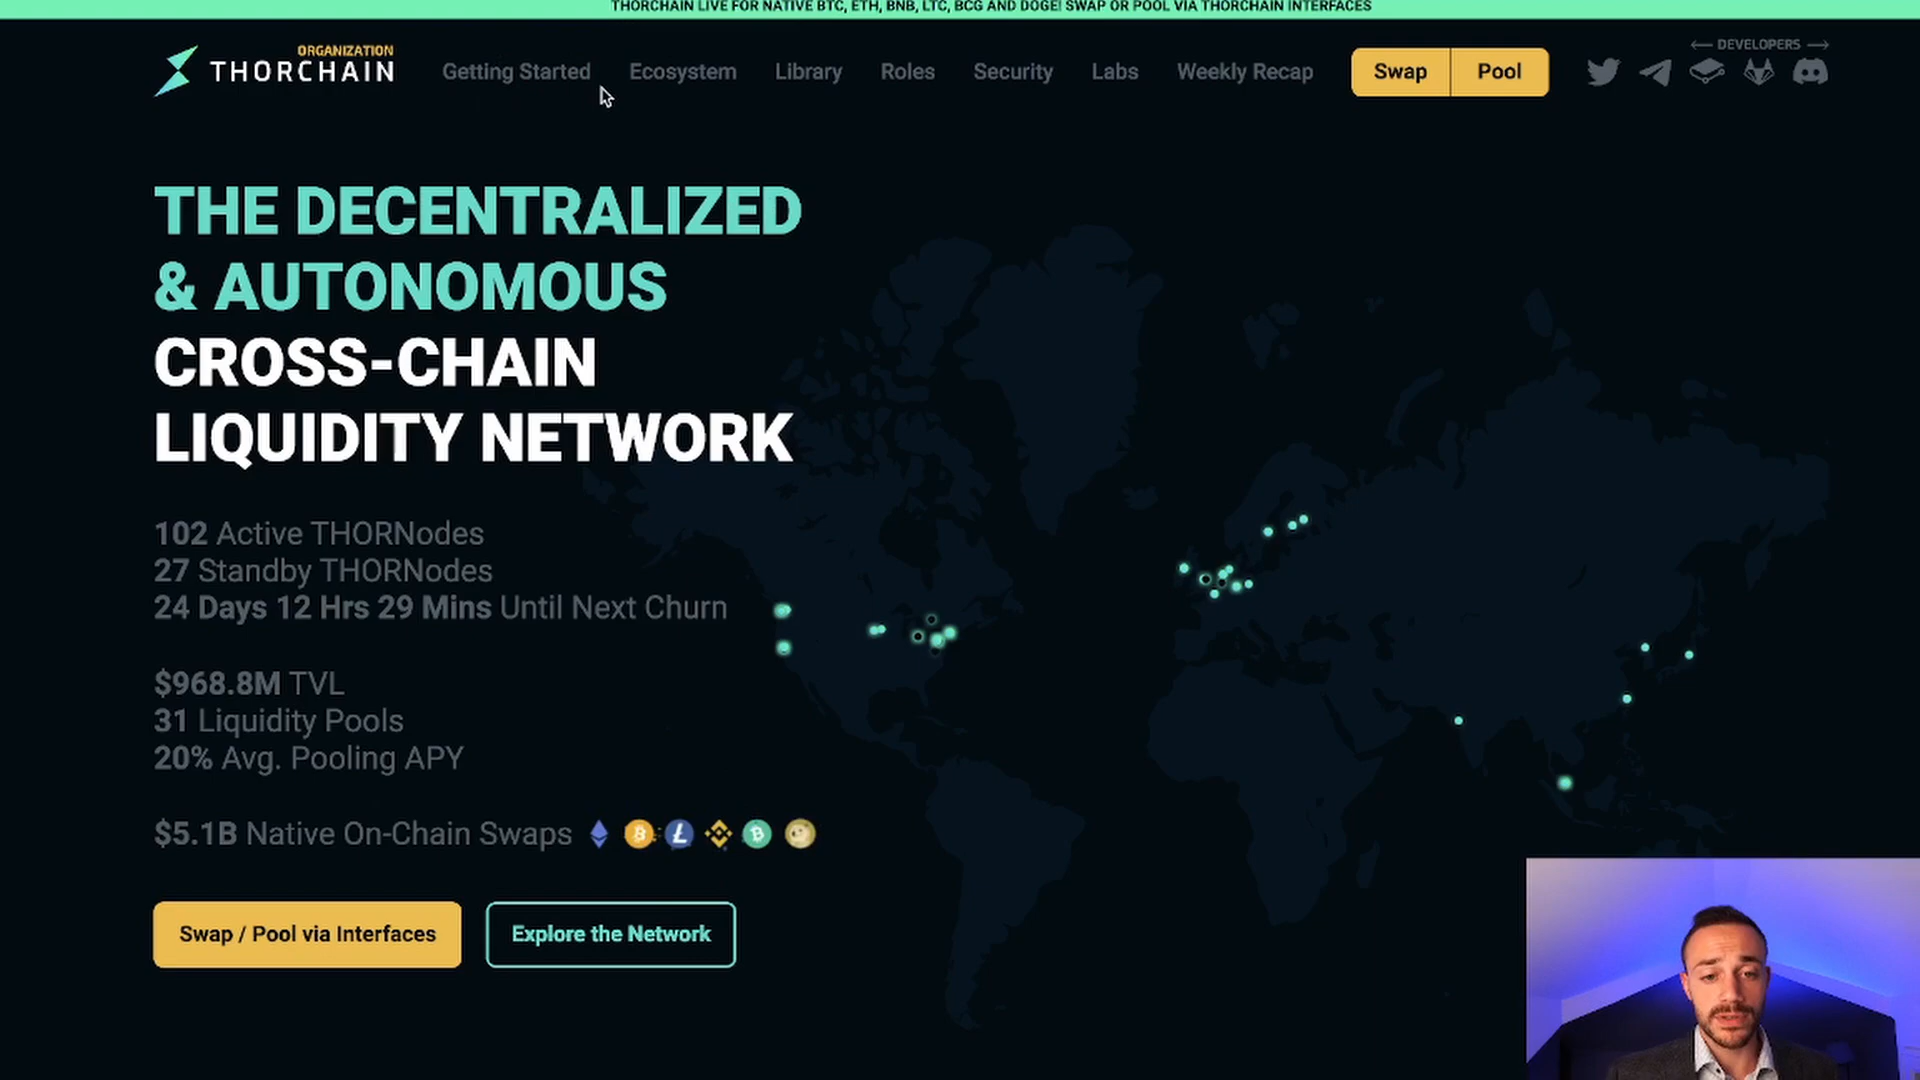 THORCHAIN LIVE FOR NATIVE BTC, ETH, BNB, LTC, BCG AND DOGE! SWAP OR POOL VIA THORCHAIN INTERFACES
ORGANIZATION
THORCHAIN
Getting Started
Ecosystem
Library
Roles
Security
Labs
Weekly Recap
Swap
Pool
DEVELOPERS
THE DECENTRALIZED
& AUTONOMOUS
CROSS-CHAIN
LIQUIDITY NETWORK
102 Active THORNodes
27 Standby THORNodes
24 Days 12 Hrs 29 Mins Until Next Churn
$968.8M TVL
31 Liquidity Pools
20% Avg. Pooling APY
$5.1B Native On-Chain Swaps
Swap / Pool via Interfaces
Explore the Network